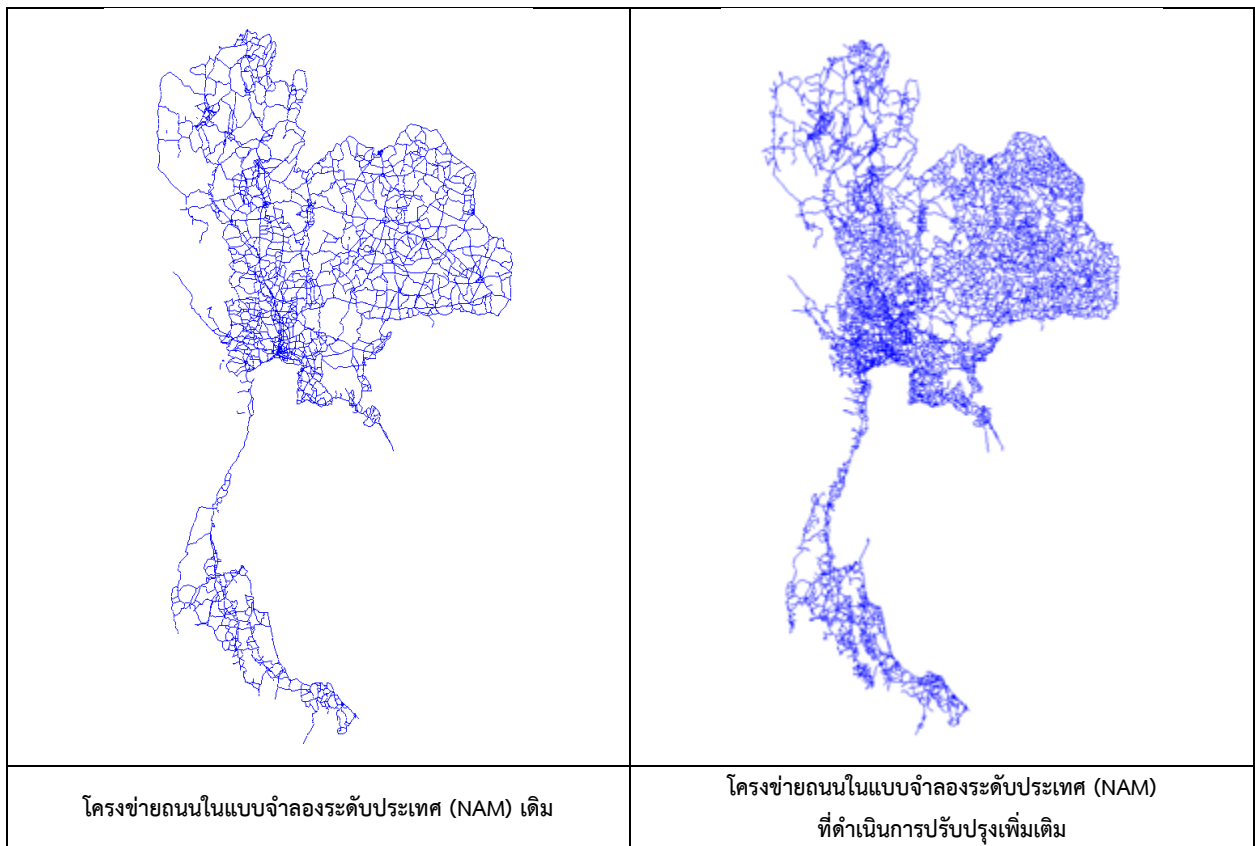 โครงข่ายถนนในแบบจำลองระดับประเทศ (NAM) เดิม
โครงข่ายถนนในแบบจำลองระดับประเทศ (NAM)
ที่ดำเนินการปรับปรุงเพิ่มเติม